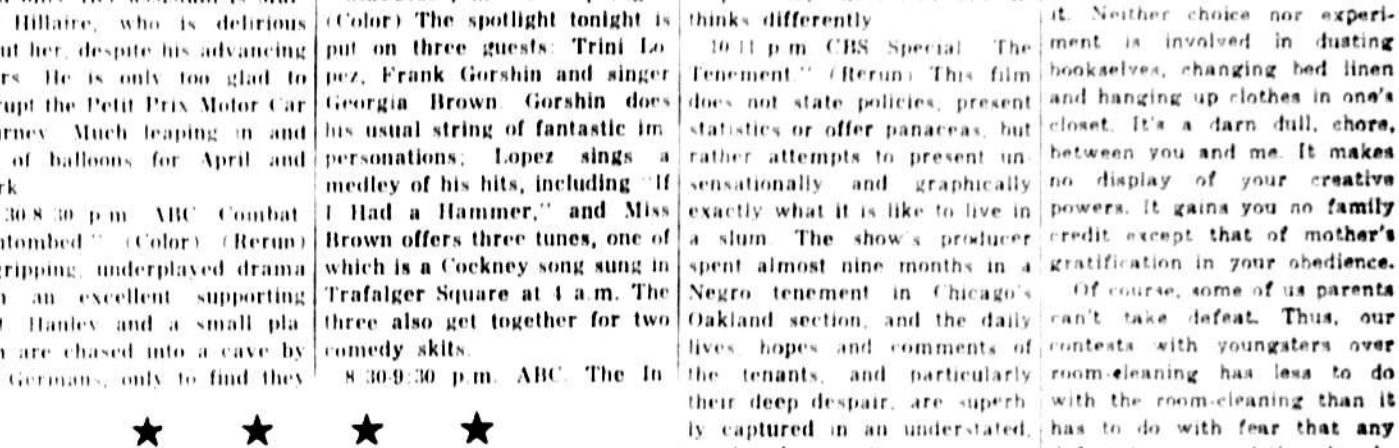 Hillaire, who is delirious
ut her, despite his advancing
rs He is only too glad to
rupt the Petit Prix Motor Car
urney Much leaping in and
of balloons for April and
rk
30-8 30 p m ABC Combat
ntombed" (Color) (Rerun)
gripping, underplayed drama
an excellent supporting
Hanley and a small pla
are chased into a cave by
Germans, only to find they
(Color) The spotlight tonight is
put on three guests: Trini Lo
pez, Frank Gorshin and singer
Georgia Brown. Gorshin does
his usual string of fantastic im
personations; Lopez sings a
medley of his hits, including "If
I Had a Hammer," and Miss
Brown offers three tunes, one of
which is a Cockney song sung in
Trafalger Square at 4 a.m. The
three also get together for two
comedy skits.
8 30-9:30 p.m. ABC. The In
thinks differently
10-11 p m CBS Special The
Tenement." (Rerun) This film
does not state policies, present
statistics or offer panaceas, but
rather attempts to present un
sensationally and graphically
exactly what it is like to live in
a slum The show's producer
spent almost nine months in a
Negro tenement in Chicago's
Oakland section, and the daily
lives hopes and comments of
the tenants, and particularly
their deep despair, are superb
ly captured in an understated,
it. Neither choice nor experi-
ment is involved in dusting
bookselves, changing bed linen
and hanging up clothes in one's
closet. It's a darn dull, chore,
between you and me. It makes
no display of your creative
powers. It gains you no family
credit except that of mother's
gratification in your obedience.
Of course, some of us parents
can't take defeat. Thus, our
contests with youngsters over
room-cleaning has less to do
with the room-cleaning than it
has to do with fear that any